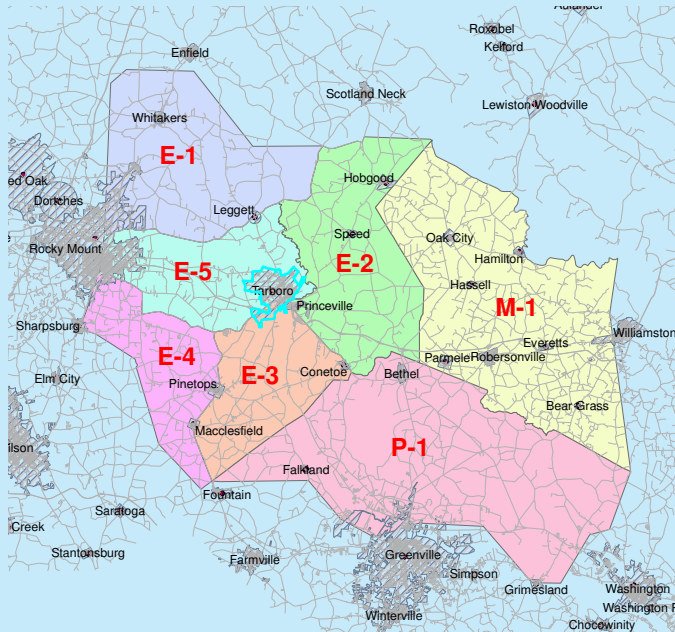 Roxobel
Kelford
Enfield
Scotland Neck
Lewiston-Woodville
Whitakers
E-1
Hobgood
ed Oak
Dortches
Leggett
Speed
Oak City
Rocky Mount
Hamilton
E-5
E-2
Tarboro
Hassell
Princeville
M-1
Sharpsburg
Williamston
Everetts
E-4
Parmele
Robersonville
Conetoe
Bethel
E-3
Elm City
Pinetops
Bear Grass
Macclesfield
P-1
ilson
Falkland
Fountain
Saratoga
Creek
Stantonsburg
Farmville
Greenville
Simpson
Grimesland
Washington
Washington P
Winterville
Chocowinity